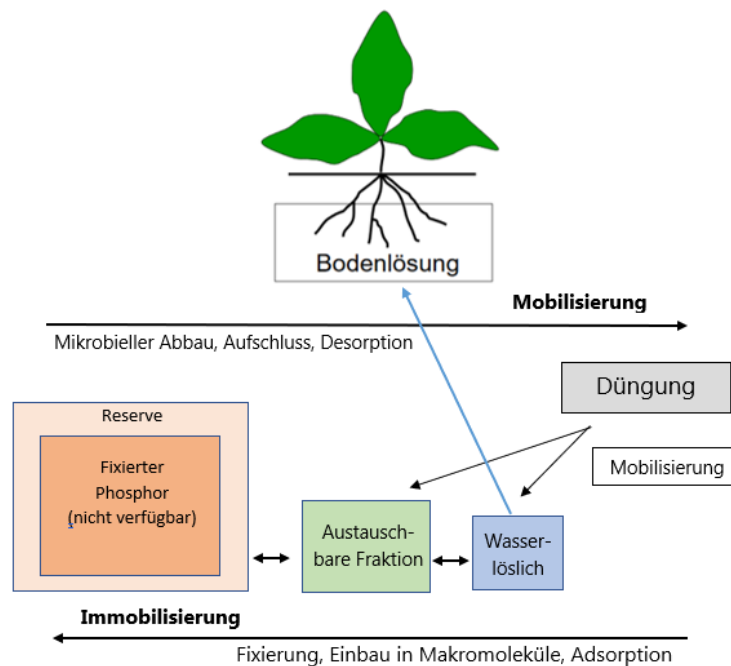 Bodenlösung
Mobilisierung
Mikrobieller Abbau, Aufschluss, Desorption
Düngung
Mobilisierung
Reserve
Fixierter
Phosphor
(nicht verfügbar)
Austausch-
bare Fraktion
Wasser-
löslich
Immobilisierung
Fixierung, Einbau in Makromoleküle, Adsorption